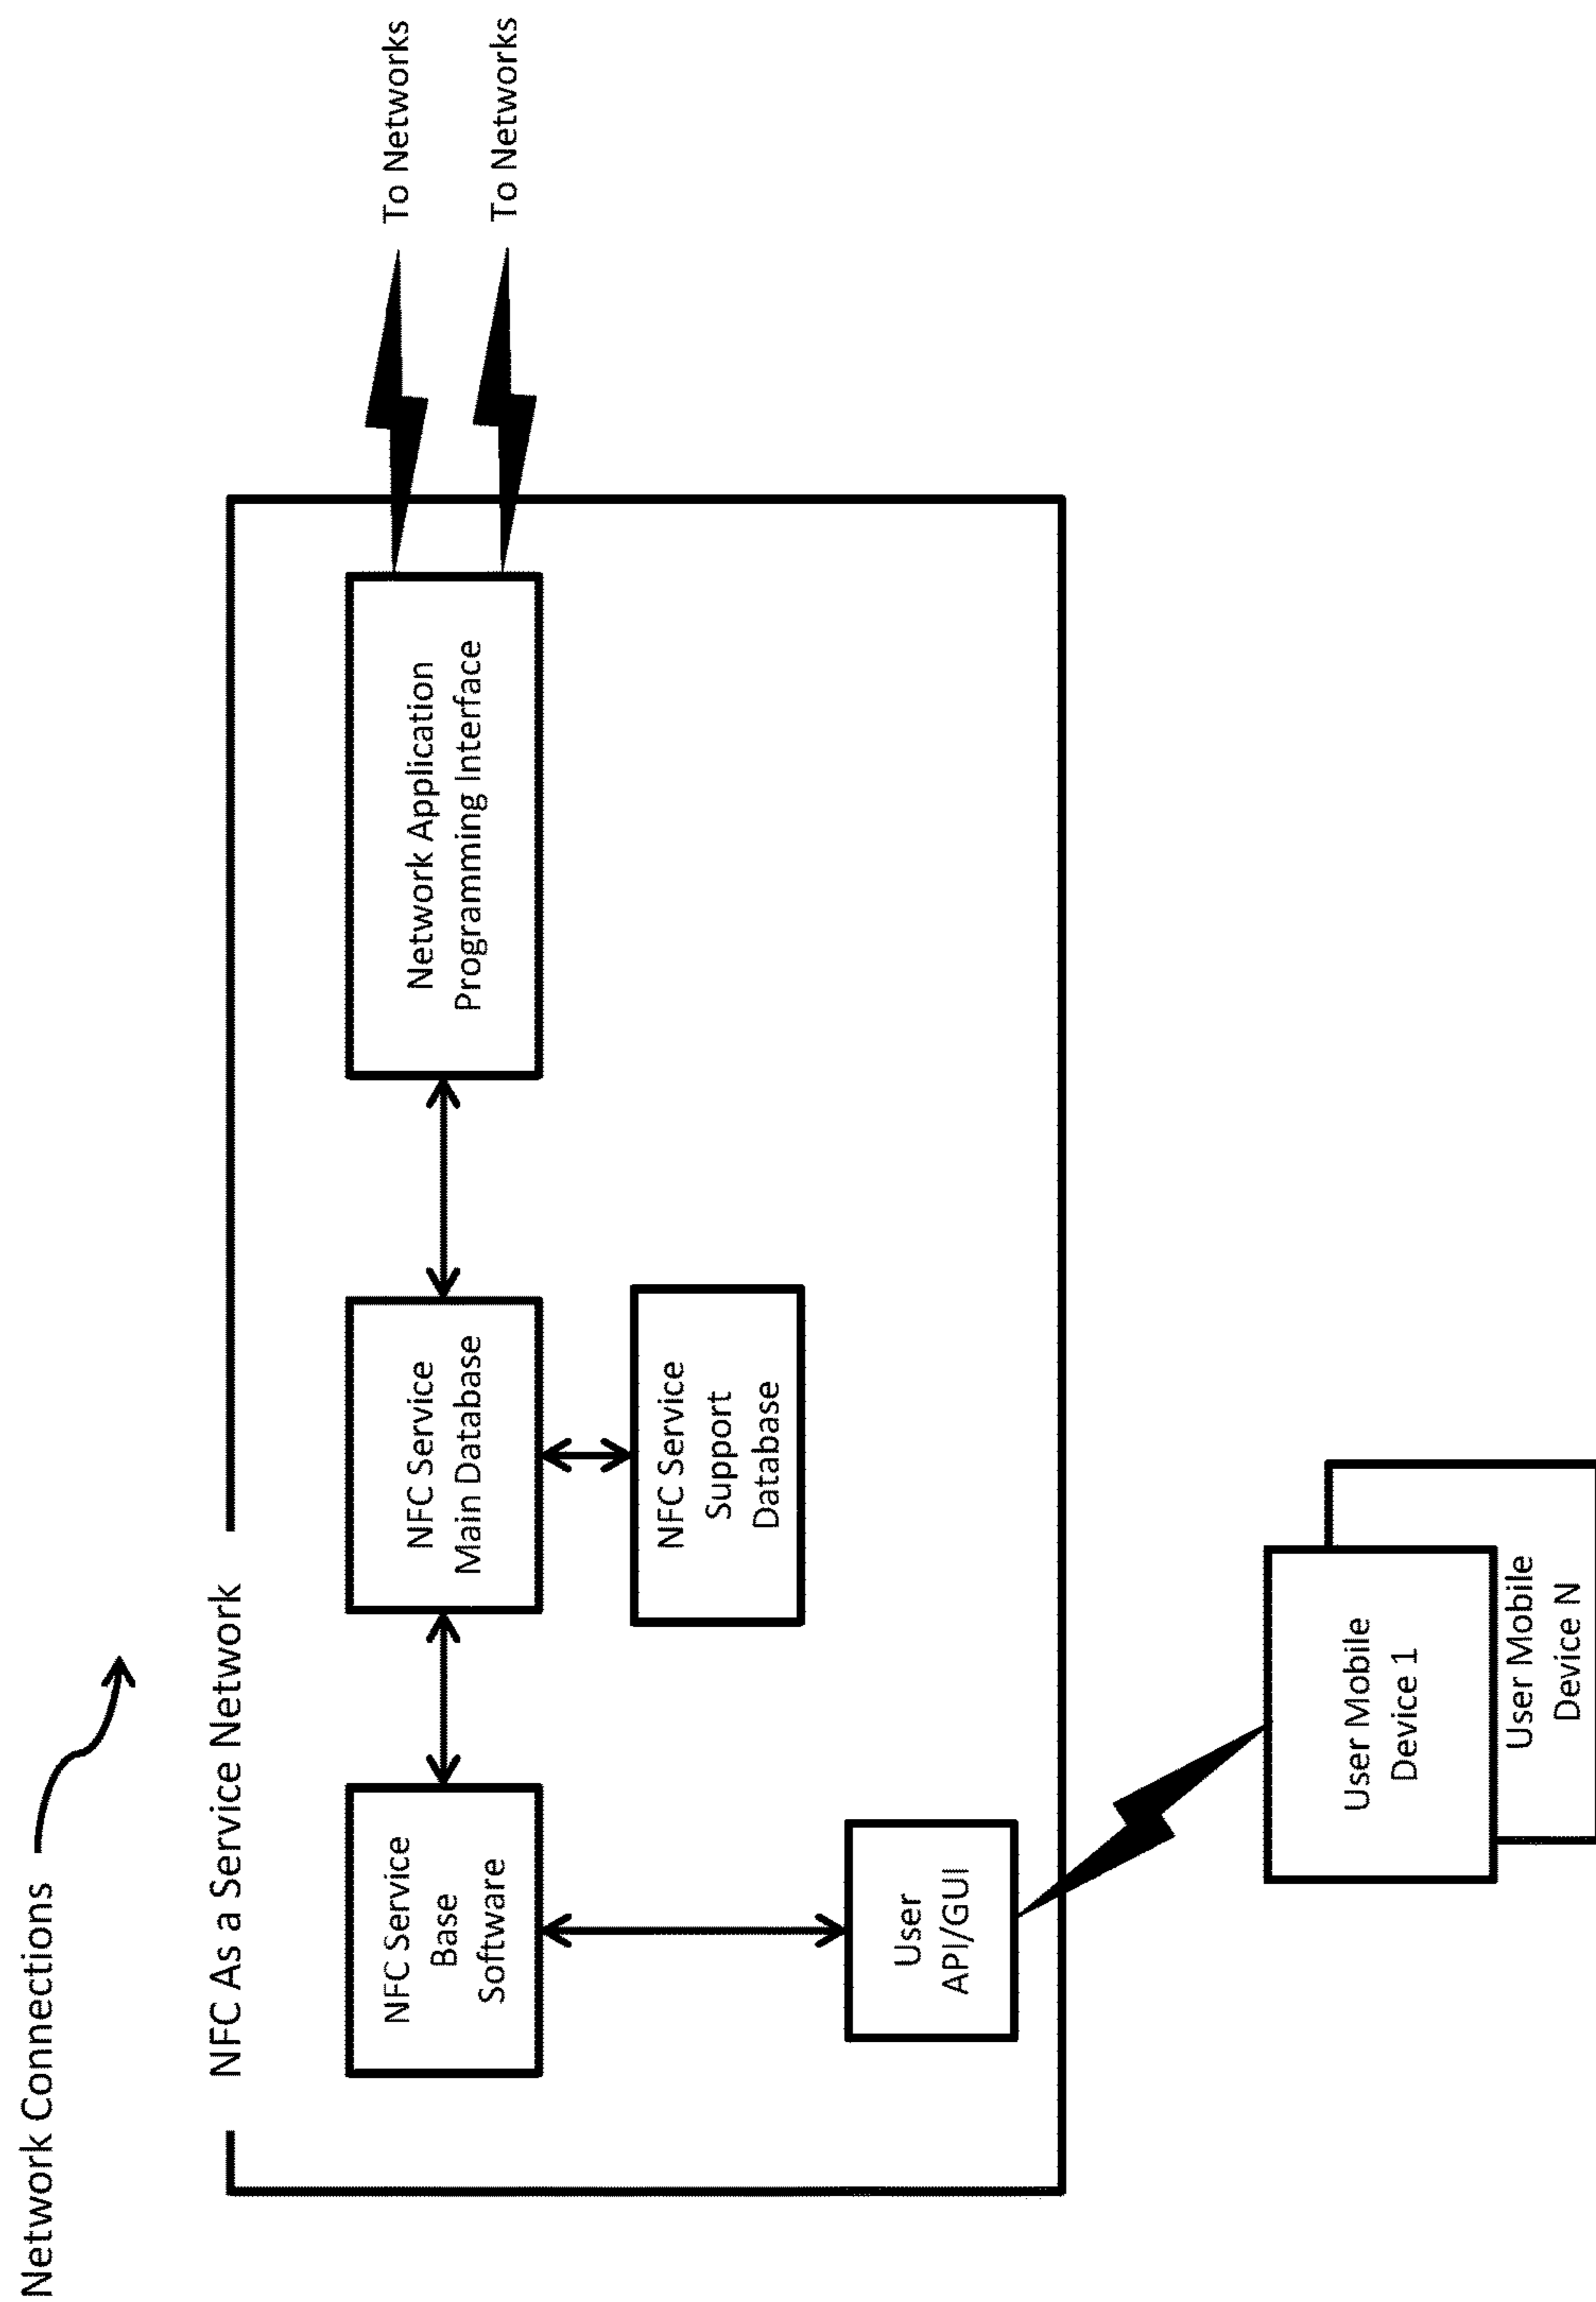 Network Connections
NFC As a Service Network
NFC Service
Base
Software
NFC Service
Main Database
Network Application
Programming Interface
To Networks
To Networks
NFC Service
Support
Database
User
API/GUI
User Mobile
Device 1
User Mobile
Device N